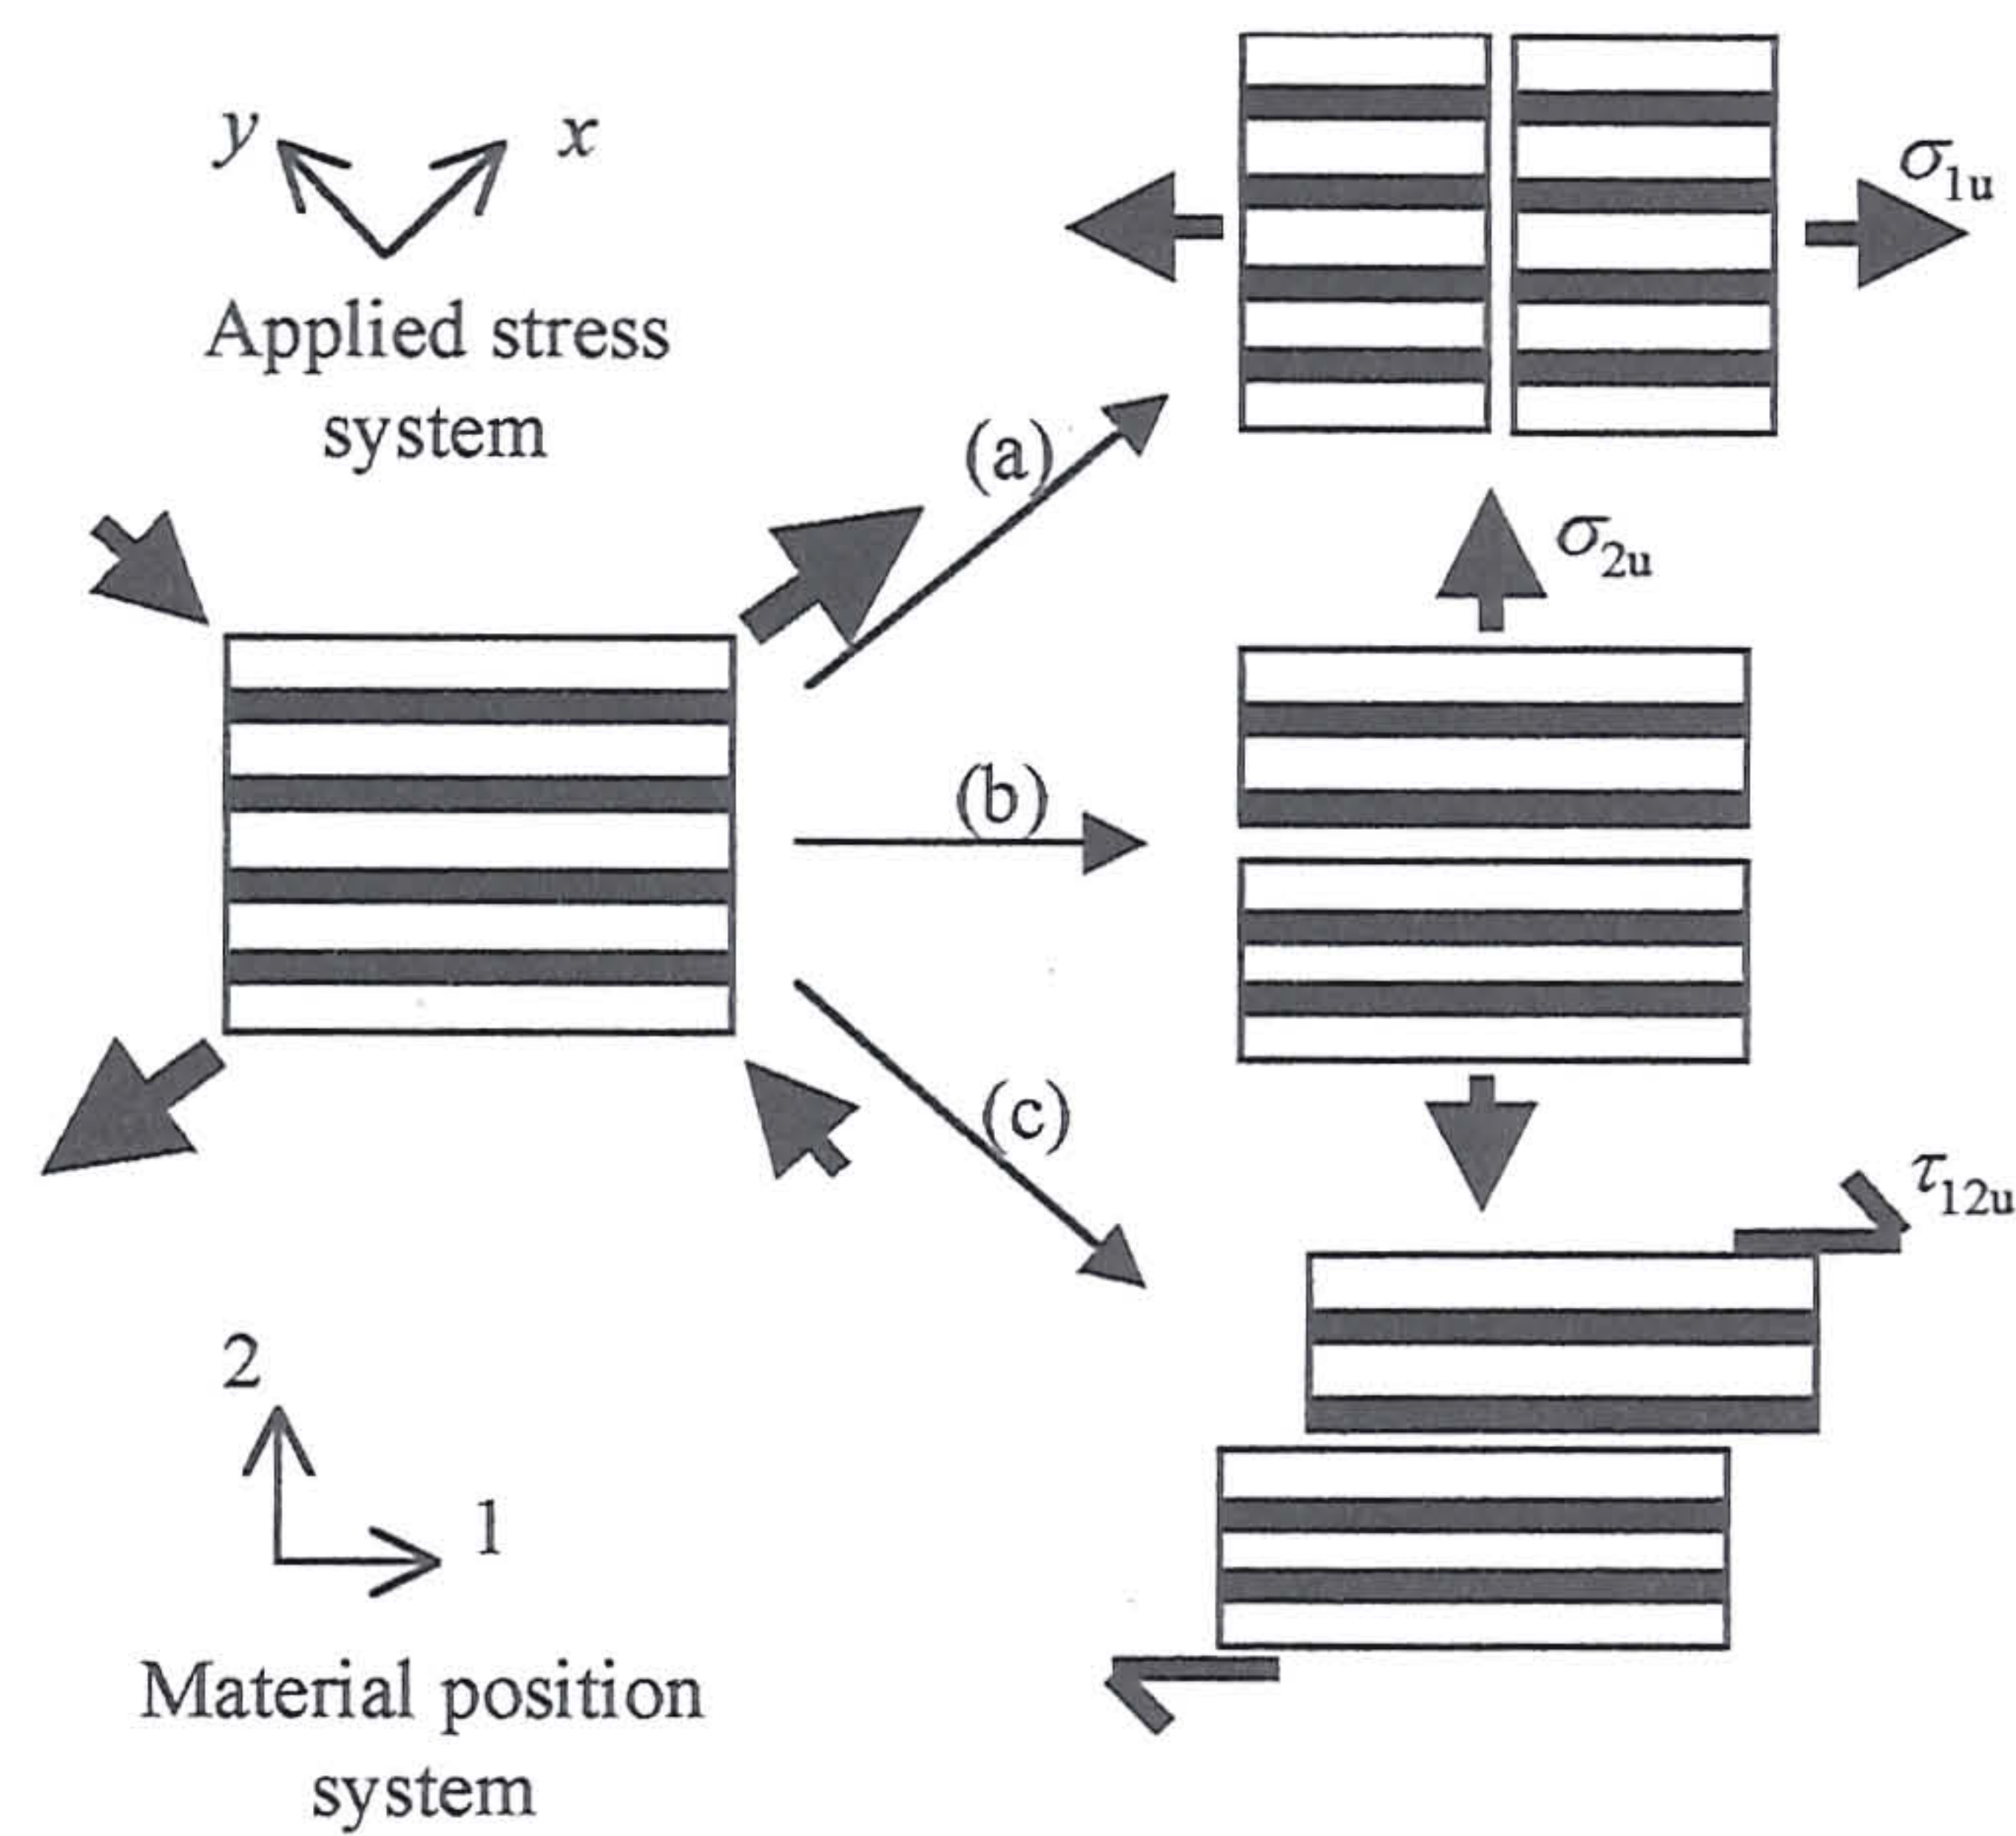 y x
Applied stress
system
σ1u
(a)
σ2u
(b)
(c)
τ12u
2
1
Material position
system